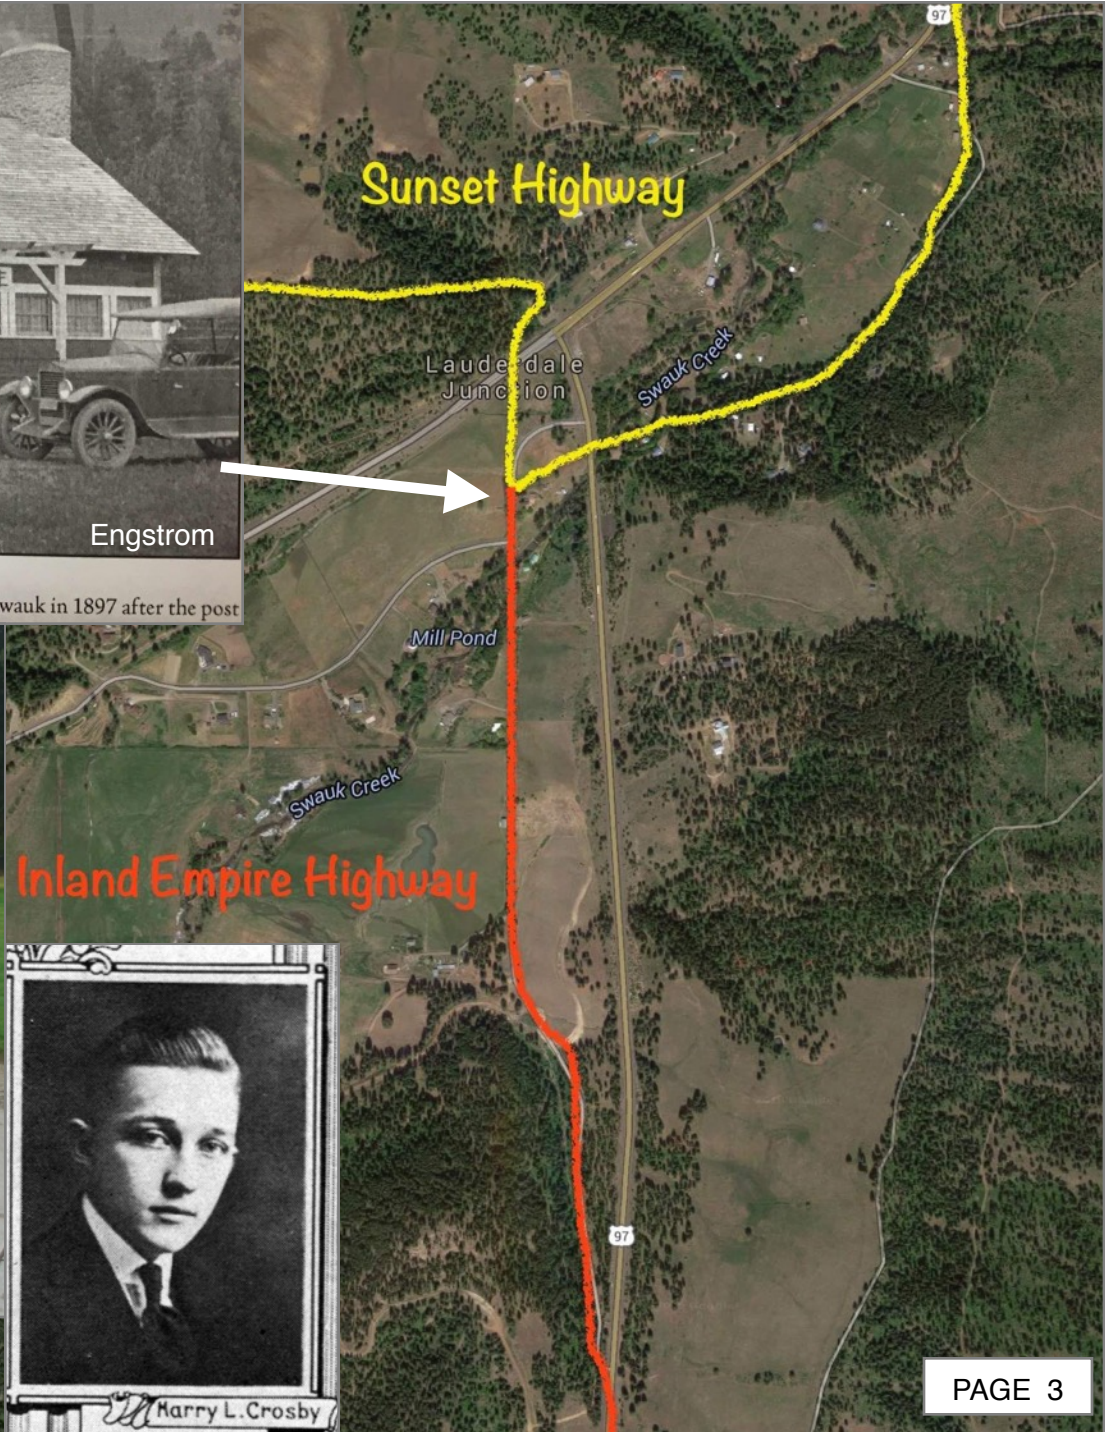 97
Sunset Highway
Lauderdale
Junction
Swauk Creek
Engstrom
wauk in 1897 after the post
Mill Pond
Swauk Creek
Inland Empire Highway
97
Harry L. Crosby
PAGE 3